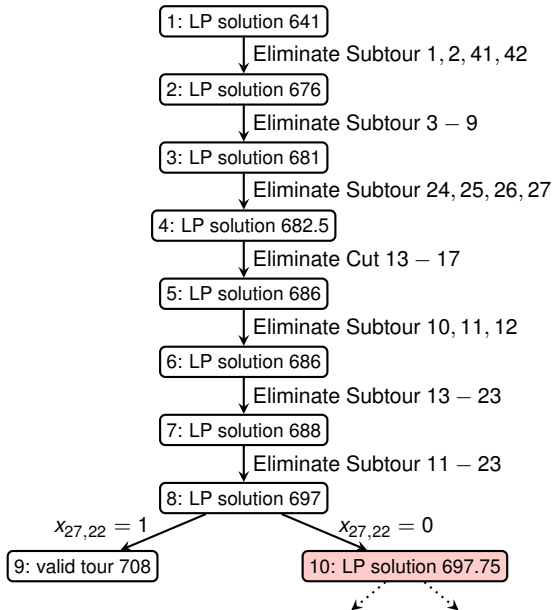 1: LP solution 641
Eliminate Subtour 1, 2, 41, 42
2: LP solution 676
Eliminate Subtour 3 − 9
3: LP solution 681
Eliminate Subtour 24, 25, 26, 27
4: LP solution 682.5
Eliminate Cut 13 − 17
5: LP solution 686
Eliminate Subtour 10, 11, 12
6: LP solution 686
Eliminate Subtour 13 − 23
7: LP solution 688
Eliminate Subtour 11 − 23
8: LP solution 697
x27,22 = 1 x27,22 = 0
9: valid tour 708 10: LP solution 697.75